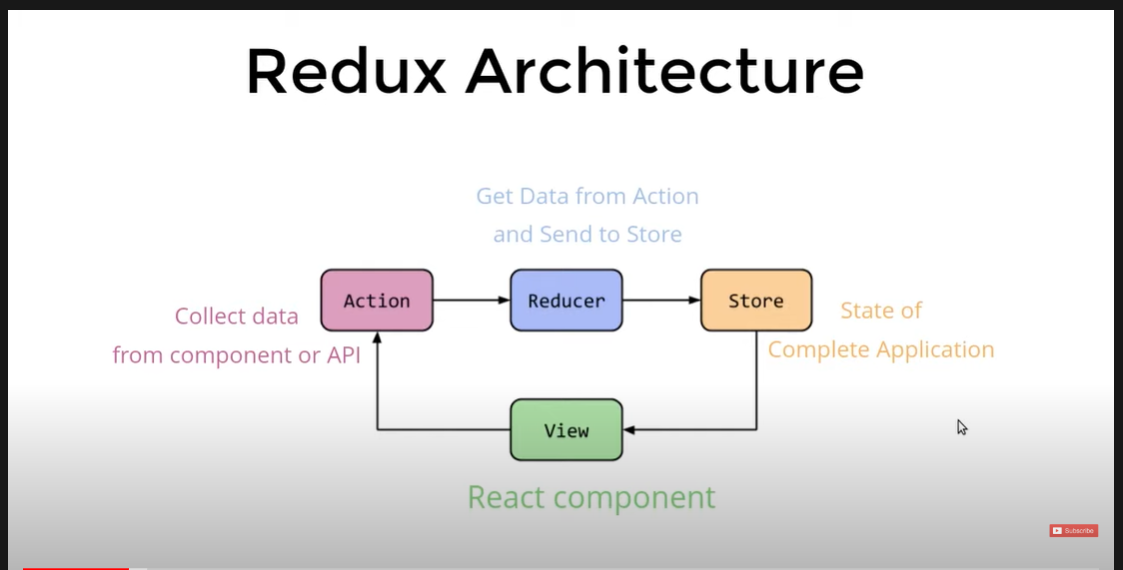 Redux Architecture
Get Data from Action
and Send to Store
Action
Reducer
Store
Collect data
from component or API
State of
Complete Application
View
React component
Subscribe